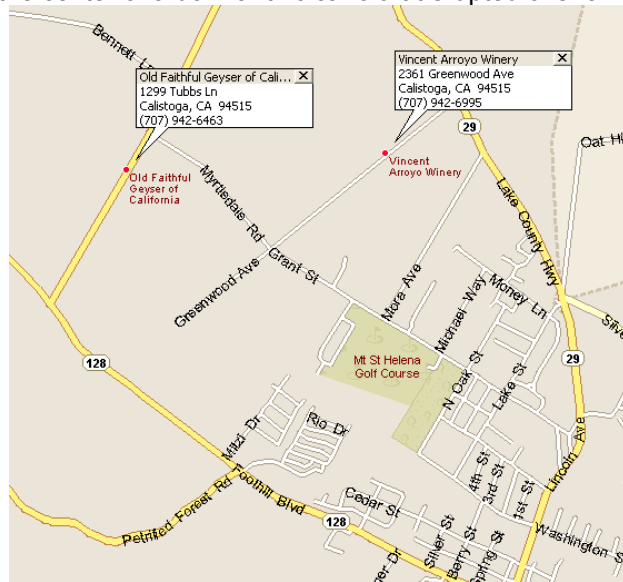 Bennett Ln
Old Faithful Geyser of Cali...
1299 Tubbs Ln
Calistoga, CA 94515
(707) 942-6463
Vincent Arroyo Winery
2361 Greenwood Ave
Calistoga, CA 94515
(707) 942-6995
29
Oat
Vincent
Arroyo Winery
Old Faithful
Geyser of
California
Myrtledale Rd
Lake County Hwy
Greenwood Ave
Grant St
Mora Ave
Money Ln
Michael Way
128
Mt St Helena
Golf Course
29
N Oak St
Lake St
Mitzi Dr
Rio Dr
Lincoln Ave
4th St
3rd St
1st St
Petrified Forest Rd
Foothill Blvd
Cedar St
128
Washington St
Silver St
Berry St
Spring St